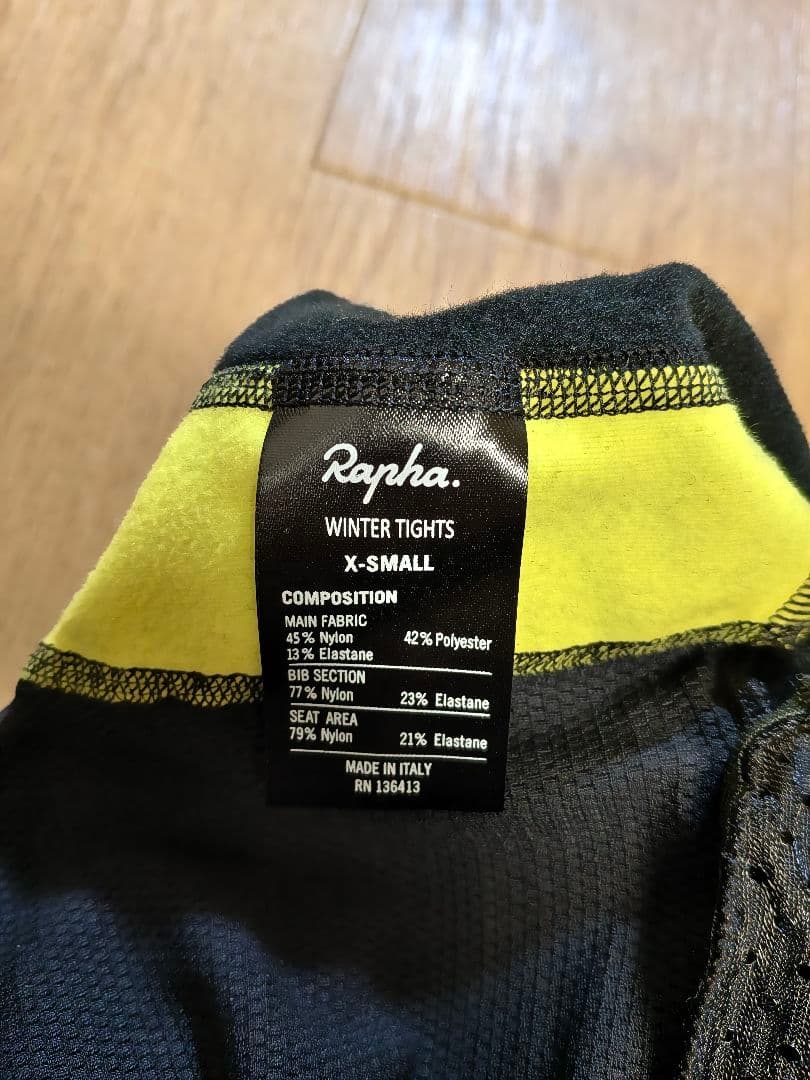 Rapha.
WINTER TIGHTS
X-SMALL
COMPOSITION
MAIN FABRIC
45% Nylon 42% Polyester
13% Elastane
BIB SECTION
77% Nylon 23% Elastane
SEAT AREA
79% Nylon 21% Elastane
MADE IN ITALY
RN 136413